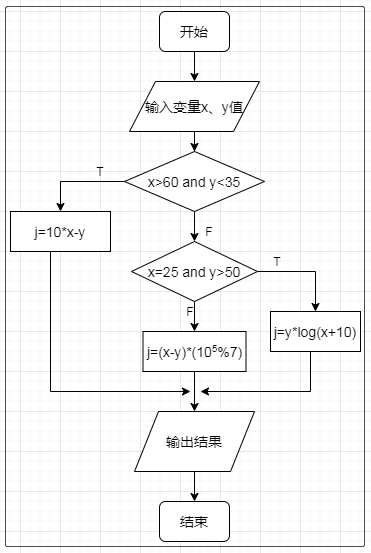 开始
输入变量x、y值
x>60 and y<35
T
j=10*x-y
F
x=25 and y>50
T
F
j=y*log(x+10)
j=(x-y)*(10⁵%7)
输出结果
结束